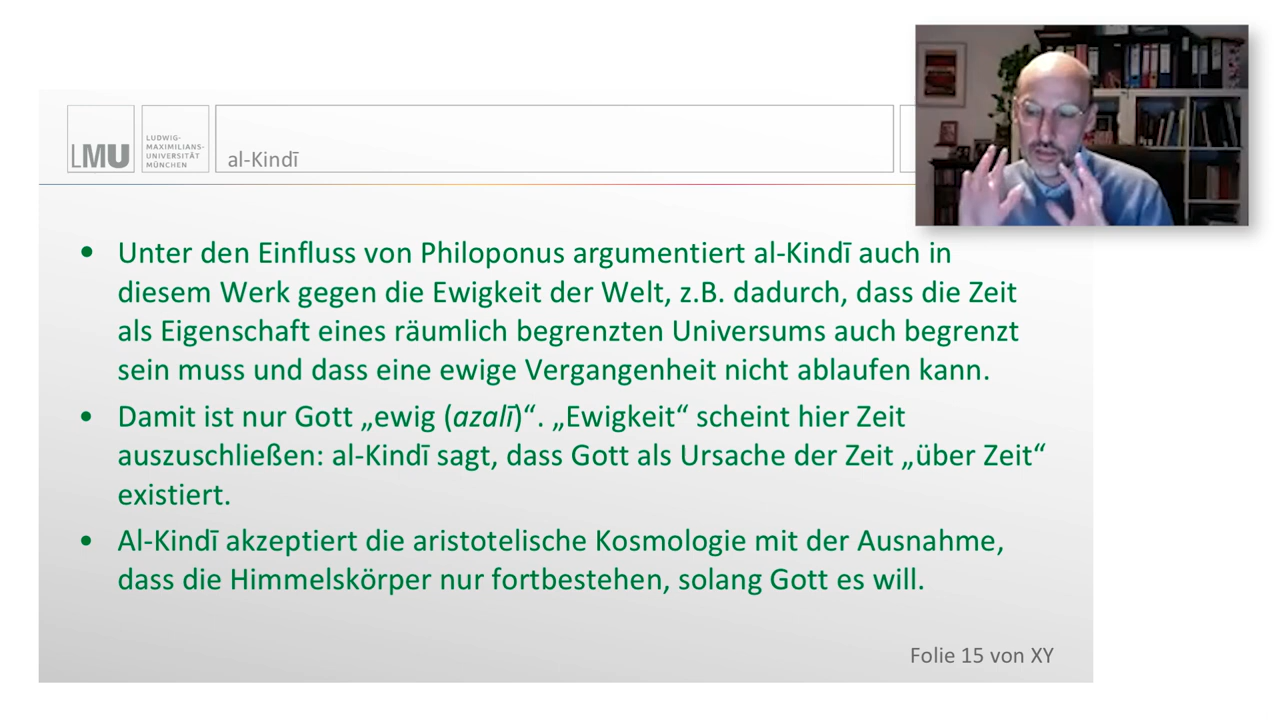 LMU
LUDWIG-
MAXIMILIANS-
UNIVERSITÄT
MÜNCHEN
al-Kindī
• Unter den Einfluss von Philoponus argumentiert al-Kindī auch in
diesem Werk gegen die Ewigkeit der Welt, z.B. dadurch, dass die Zeit
als Eigenschaft eines räumlich begrenzten Universums auch begrenzt
sein muss und dass eine ewige Vergangenheit nicht ablaufen kann.
• Damit ist nur Gott „ewig (azalī)“. „Ewigkeit“ scheint hier Zeit
auszuschließen: al-Kindī sagt, dass Gott als Ursache der Zeit „über Zeit“
existiert.
• Al-Kindī akzeptiert die aristotelische Kosmologie mit der Ausnahme,
dass die Himmelskörper nur fortbestehen, solang Gott es will.
Folie 15 von XY